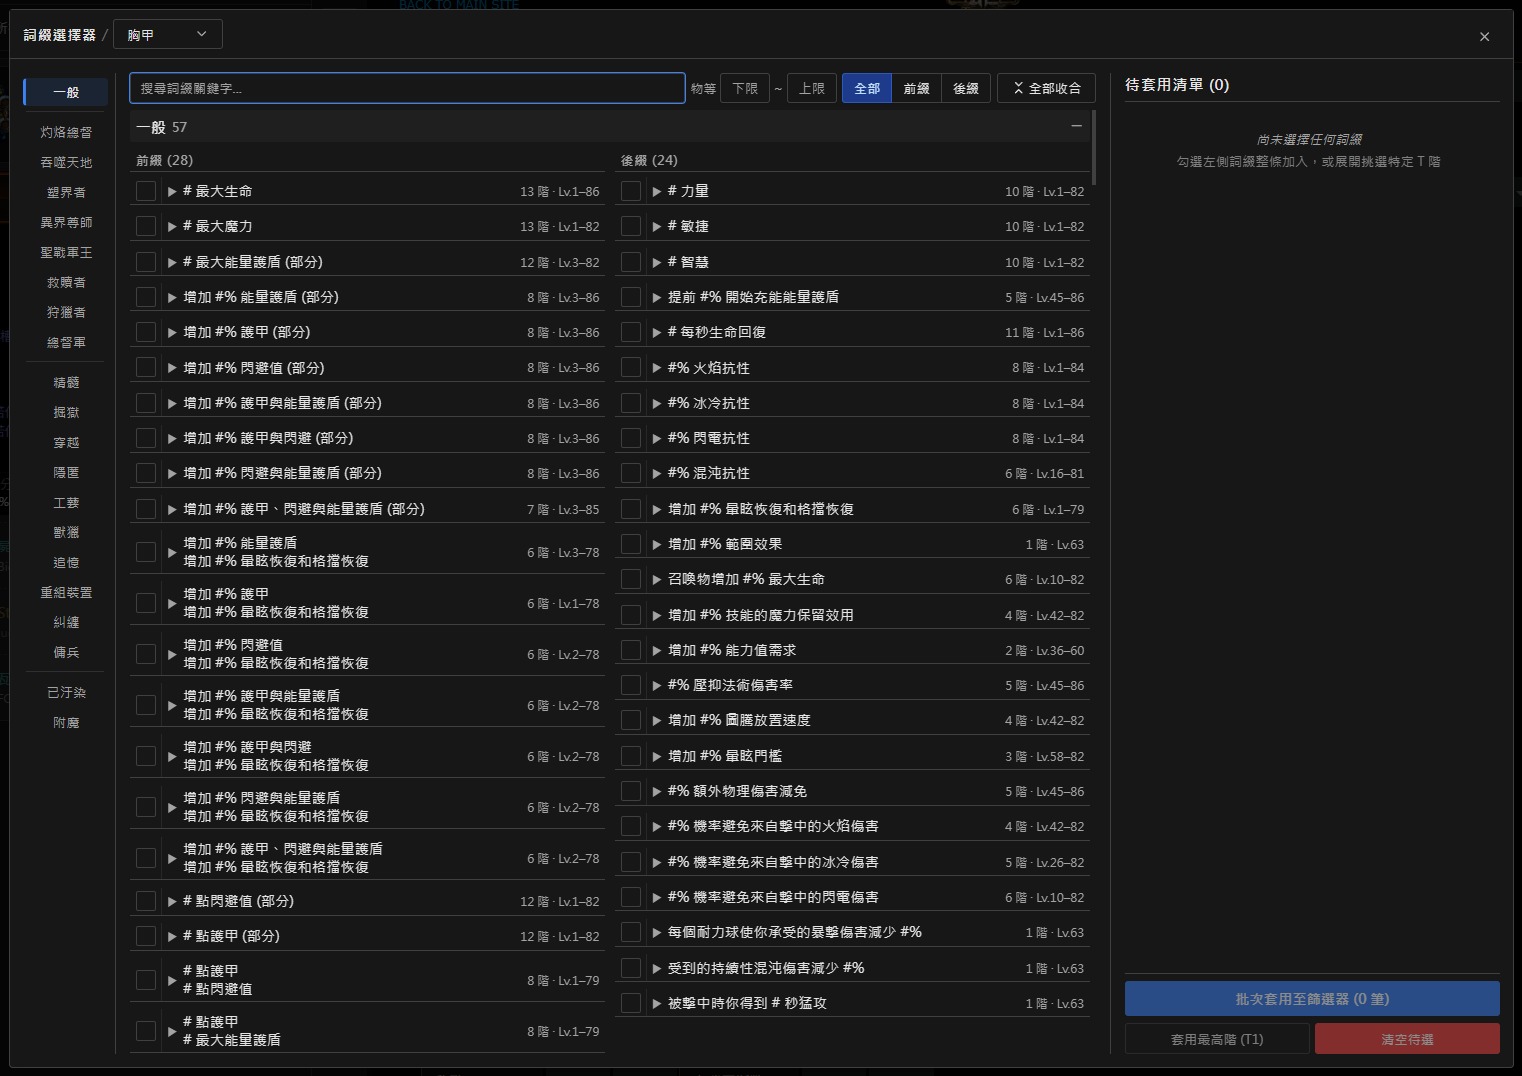 BACK TO MAIN SITE
詞綴選擇器 / 胸甲
×
一般
灼烙總督
吞噬天地
塑界者
異界尊師
聖戰軍王
救贖者
狩獵者
總督軍
精髓
掘獄
穿越
隱匿
工藝
獸獵
追憶
重組裝置
糾纏
傭兵
已汙染
附魔
搜尋詞綴關鍵字...
物等 下限 ~ 上限 全部 前綴 後綴 全部收合
一般 57
前綴 (28)
# 最大生命 13 階 · Lv.1–86
# 最大魔力 13 階 · Lv.1–82
# 最大能量護盾 (部分) 12 階 · Lv.3–82
增加 #% 能量護盾 (部分) 8 階 · Lv.3–86
增加 #% 護甲 (部分) 8 階 · Lv.3–86
增加 #% 閃避值 (部分) 8 階 · Lv.3–86
增加 #% 護甲與能量護盾 (部分) 8 階 · Lv.3–86
增加 #% 護甲與閃避 (部分) 8 階 · Lv.3–86
增加 #% 閃避與能量護盾 (部分) 8 階 · Lv.3–86
增加 #% 護甲、閃避與能量護盾 (部分) 7 階 · Lv.3–85
增加 #% 能量護盾
增加 #% 暈眩恢復和格擋恢復 6 階 · Lv.3–78
增加 #% 護甲
增加 #% 暈眩恢復和格擋恢復 6 階 · Lv.1–78
增加 #% 閃避值
增加 #% 暈眩恢復和格擋恢復 6 階 · Lv.2–78
增加 #% 護甲與能量護盾
增加 #% 暈眩恢復和格擋恢復 6 階 · Lv.2–78
增加 #% 護甲與閃避
增加 #% 暈眩恢復和格擋恢復 6 階 · Lv.2–78
增加 #% 閃避與能量護盾
增加 #% 暈眩恢復和格擋恢復 6 階 · Lv.2–78
增加 #% 護甲、閃避與能量護盾
增加 #% 暈眩恢復和格擋恢復 6 階 · Lv.2–78
# 點閃避值 (部分) 12 階 · Lv.1–82
# 點護甲 (部分) 12 階 · Lv.1–82
# 點護甲
# 點閃避值 8 階 · Lv.1–79
# 點護甲
# 最大能量護盾 8 階 · Lv.1–79
後綴 (24)
# 力量 10 階 · Lv.1–82
# 敏捷 10 階 · Lv.1–82
# 智慧 10 階 · Lv.1–82
提前 #% 開始充能能量護盾 5 階 · Lv.45–86
# 每秒生命回復 11 階 · Lv.1–86
#% 火焰抗性 8 階 · Lv.1–84
#% 冰冷抗性 8 階 · Lv.1–84
#% 閃電抗性 8 階 · Lv.1–84
#% 混沌抗性 6 階 · Lv.16–81
增加 #% 暈眩恢復和格擋恢復 6 階 · Lv.1–79
增加 #% 範圍效果 1 階 · Lv.63
召喚物增加 #% 最大生命 6 階 · Lv.10–82
增加 #% 技能的魔力保留效用 4 階 · Lv.42–82
增加 #% 能力值需求 2 階 · Lv.36–60
#% 壓抑法術傷害率 5 階 · Lv.45–86
增加 #% 圖騰放置速度 4 階 · Lv.42–82
增加 #% 暈眩門檻 3 階 · Lv.58–82
#% 額外物理傷害減免 5 階 · Lv.45–86
#% 機率避免來自擊中的火焰傷害 4 階 · Lv.42–82
#% 機率避免來自擊中的冰冷傷害 5 階 · Lv.26–82
#% 機率避免來自擊中的閃電傷害 6 階 · Lv.10–82
每個耐力球使你承受的暴擊傷害減少 #% 1 階 · Lv.63
受到的持續性混沌傷害減少 #% 1 階 · Lv.63
被擊中時你得到 # 秒猛攻 1 階 · Lv.63
待套用清單 (0)
尚未選擇任何詞綴
勾選左側詞綴整條加入，或展開挑選特定 T 階
批次套用至篩選器 (0 筆)
套用最高階 (T1) 清空待選